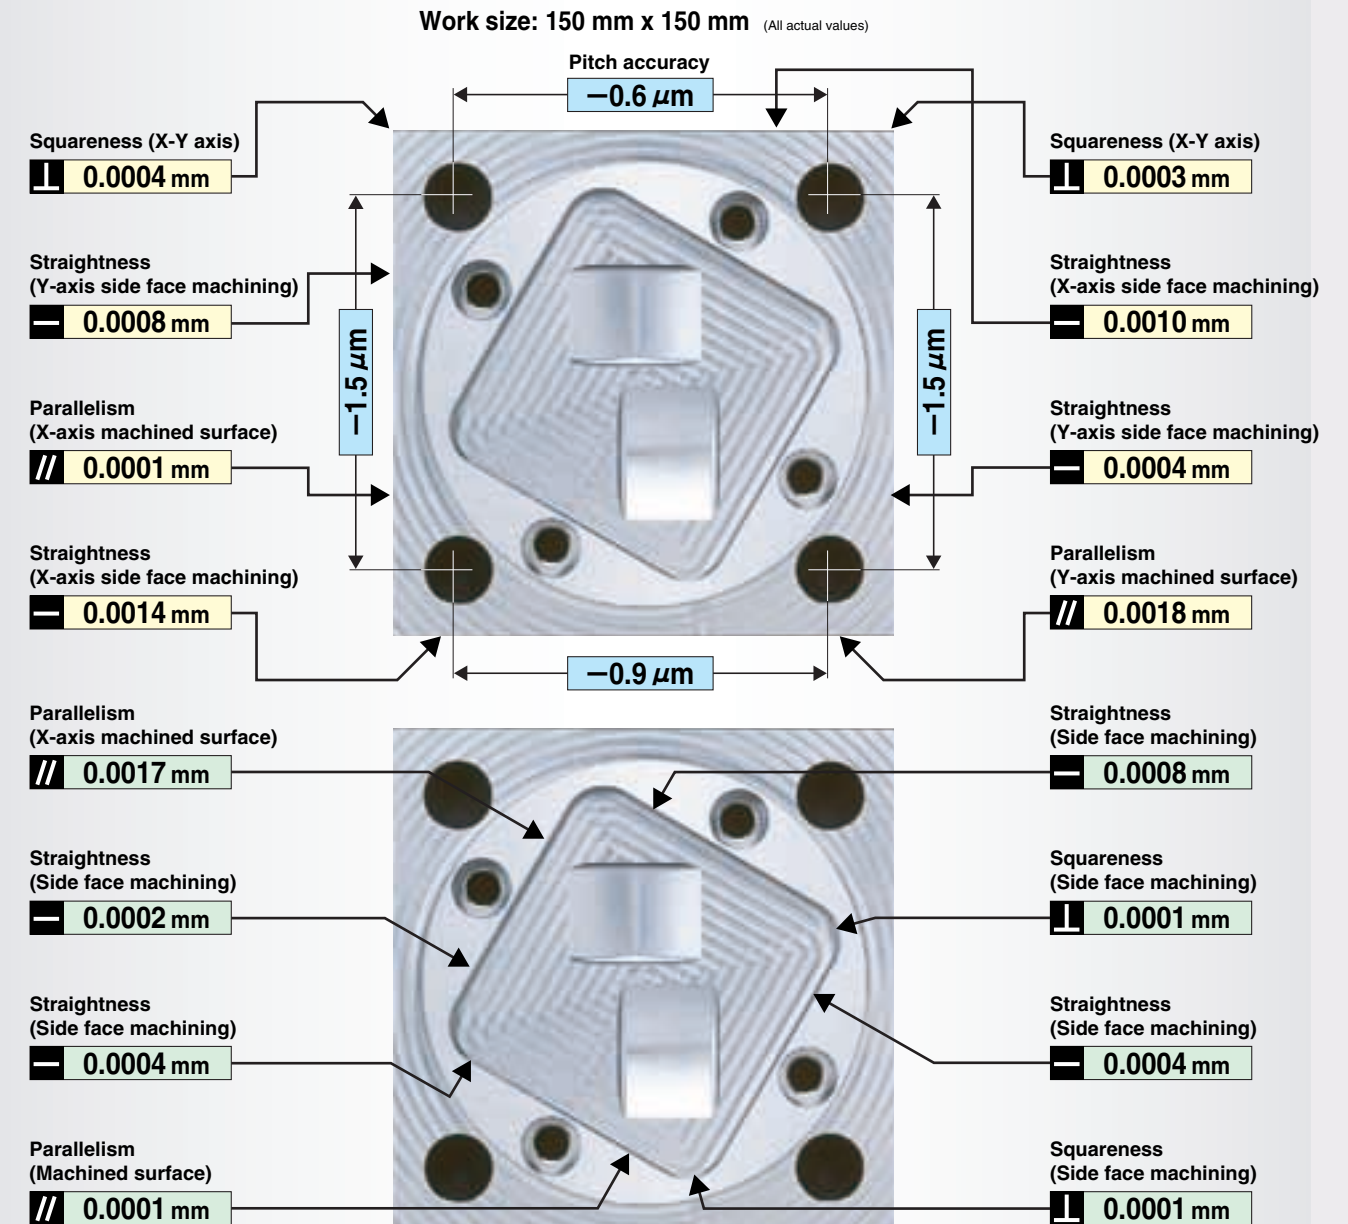 Work size: 150 mm x 150 mm (All actual values)
Pitch accuracy
−0.6 μm
Squareness (X-Y axis)
⊥ 0.0004 mm
Squareness (X-Y axis)
⊥ 0.0003 mm
Straightness
(Y-axis side face machining)
— 0.0008 mm
Straightness
(X-axis side face machining)
— 0.0010 mm
−1.5 μm
−1.5 μm
Parallelism
(X-axis machined surface)
// 0.0001 mm
Straightness
(Y-axis side face machining)
— 0.0004 mm
Straightness
(X-axis side face machining)
— 0.0014 mm
Parallelism
(Y-axis machined surface)
// 0.0018 mm
−0.9 μm
Parallelism
(X-axis machined surface)
// 0.0017 mm
Straightness
(Side face machining)
— 0.0008 mm
Straightness
(Side face machining)
— 0.0002 mm
Squareness
(Side face machining)
⊥ 0.0001 mm
Straightness
(Side face machining)
— 0.0004 mm
Straightness
(Side face machining)
— 0.0004 mm
Parallelism
(Machined surface)
// 0.0001 mm
Squareness
(Side face machining)
⊥ 0.0001 mm